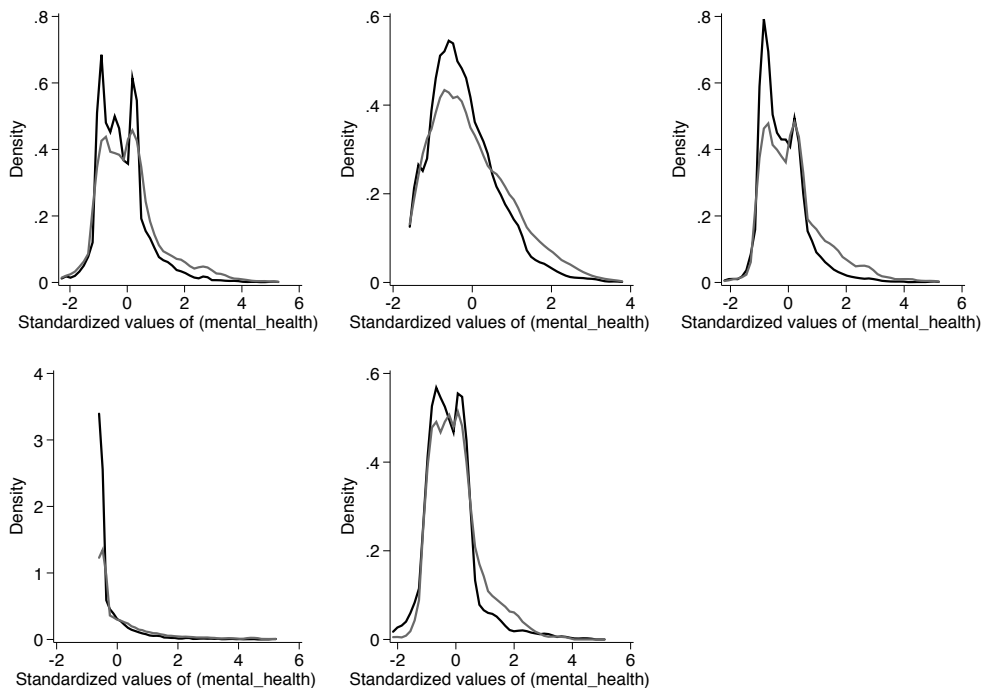 .8
.6
.4
.2
0
Density
-2 0 2 4 6
Standardized values of (mental_health)
.6
.4
.2
0
Density
-2 0 2 4
Standardized values of (mental_health)
.8
.6
.4
.2
0
Density
-2 0 2 4 6
Standardized values of (mental_health)
4
3
2
1
0
Density
-2 0 2 4 6
Standardized values of (mental_health)
.6
.4
.2
0
Density
-2 0 2 4 6
Standardized values of (mental_health)